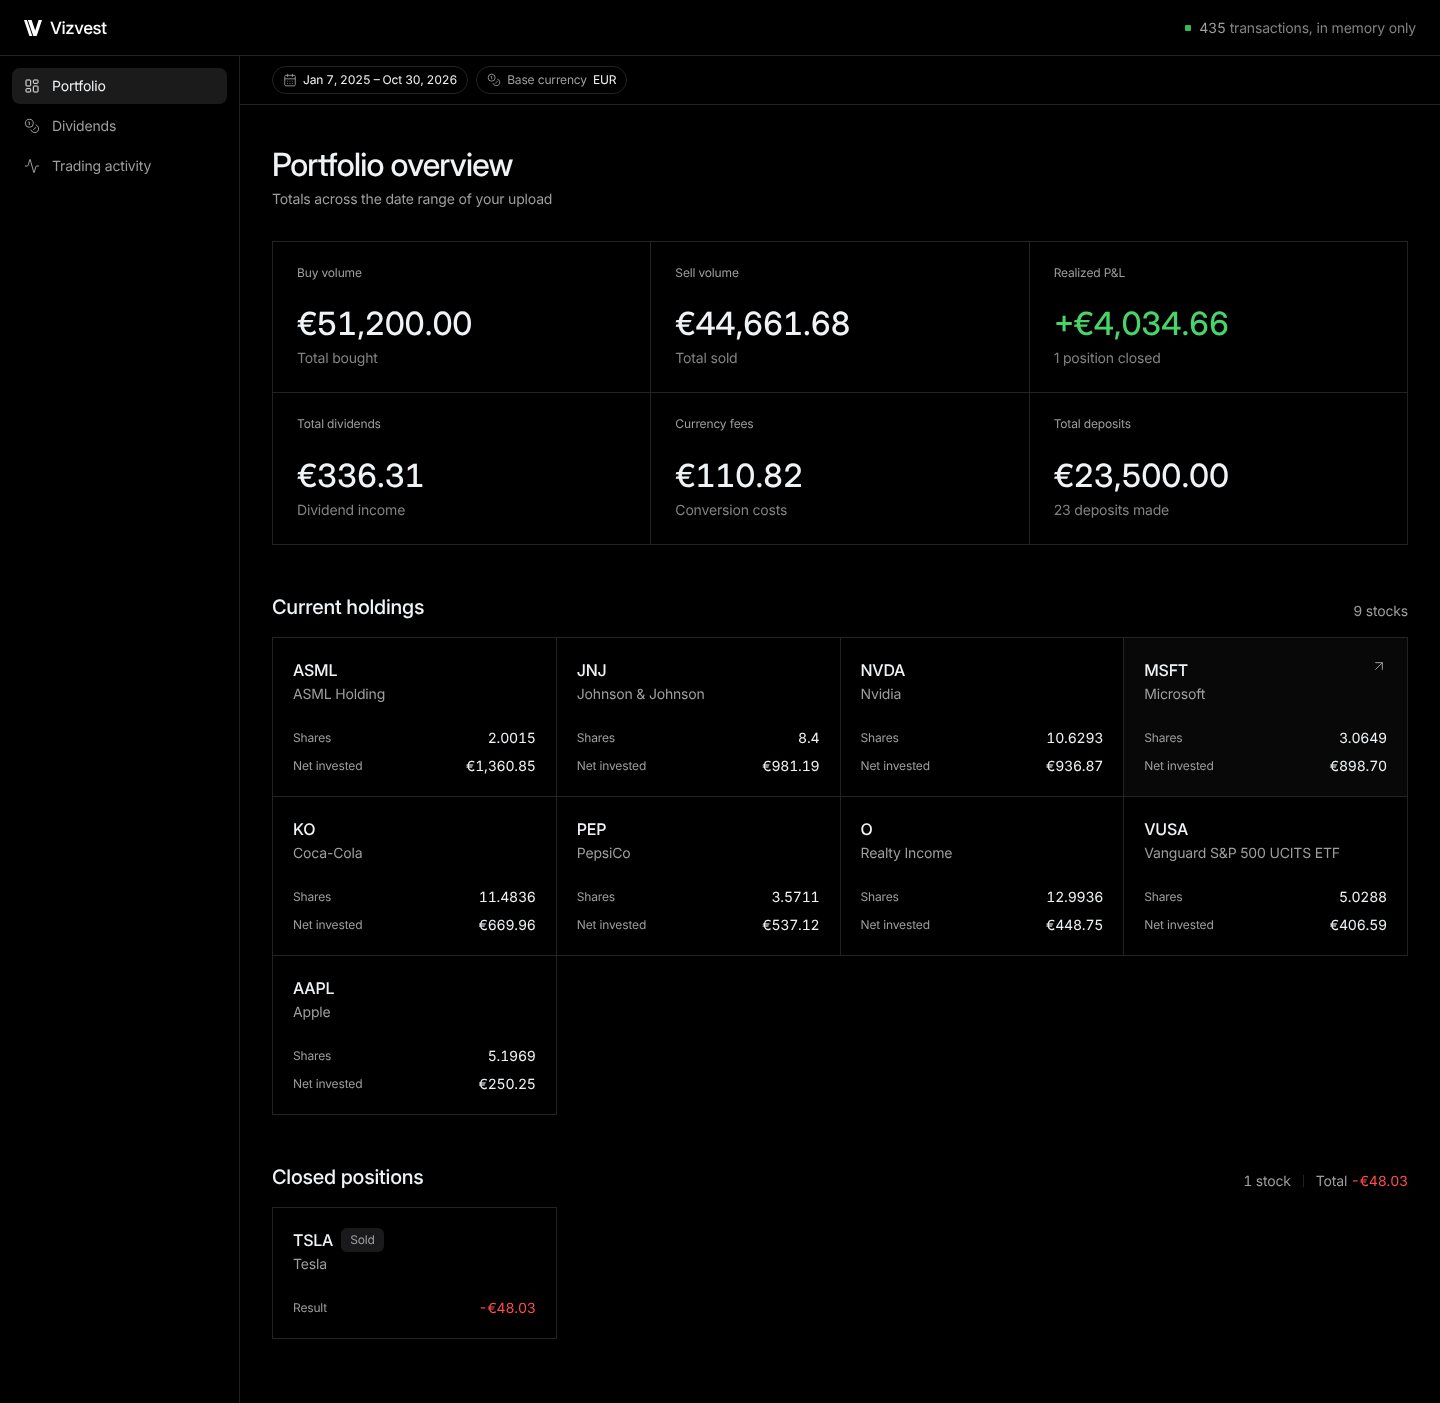 Vizvest
435 transactions, in memory only
Portfolio
Dividends
Trading activity
Jan 7, 2025 – Oct 30, 2026
Base currency EUR
Portfolio overview
Totals across the date range of your upload
Buy volume
€51,200.00
Total bought
Sell volume
€44,661.68
Total sold
Realized P&L
+€4,034.66
1 position closed
Total dividends
€336.31
Dividend income
Currency fees
€110.82
Conversion costs
Total deposits
€23,500.00
23 deposits made
Current holdings
9 stocks
ASML
ASML Holding
Shares 2.0015
Net invested €1,360.85
JNJ
Johnson & Johnson
Shares 8.4
Net invested €981.19
NVDA
Nvidia
Shares 10.6293
Net invested €936.87
MSFT
Microsoft
Shares 3.0649
Net invested €898.70
KO
Coca-Cola
Shares 11.4836
Net invested €669.96
PEP
PepsiCo
Shares 3.5711
Net invested €537.12
O
Realty Income
Shares 12.9936
Net invested €448.75
VUSA
Vanguard S&P 500 UCITS ETF
Shares 5.0288
Net invested €406.59
AAPL
Apple
Shares 5.1969
Net invested €250.25
Closed positions
1 stock Total -€48.03
TSLA Sold
Tesla
Result -€48.03